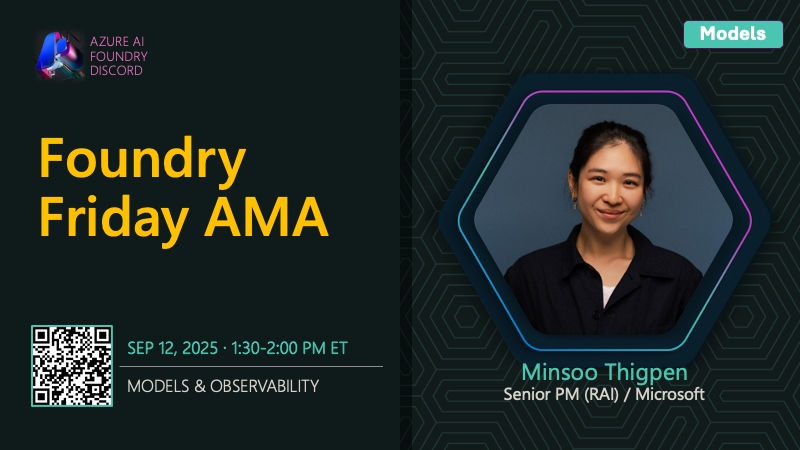 AZURE AI
FOUNDRY
DISCORD
Foundry
Friday AMA
SEP 12, 2025 · 1:30-2:00 PM ET
MODELS & OBSERVABILITY
Models
Minsoo Thigpen
Senior PM (RAI) / Microsoft